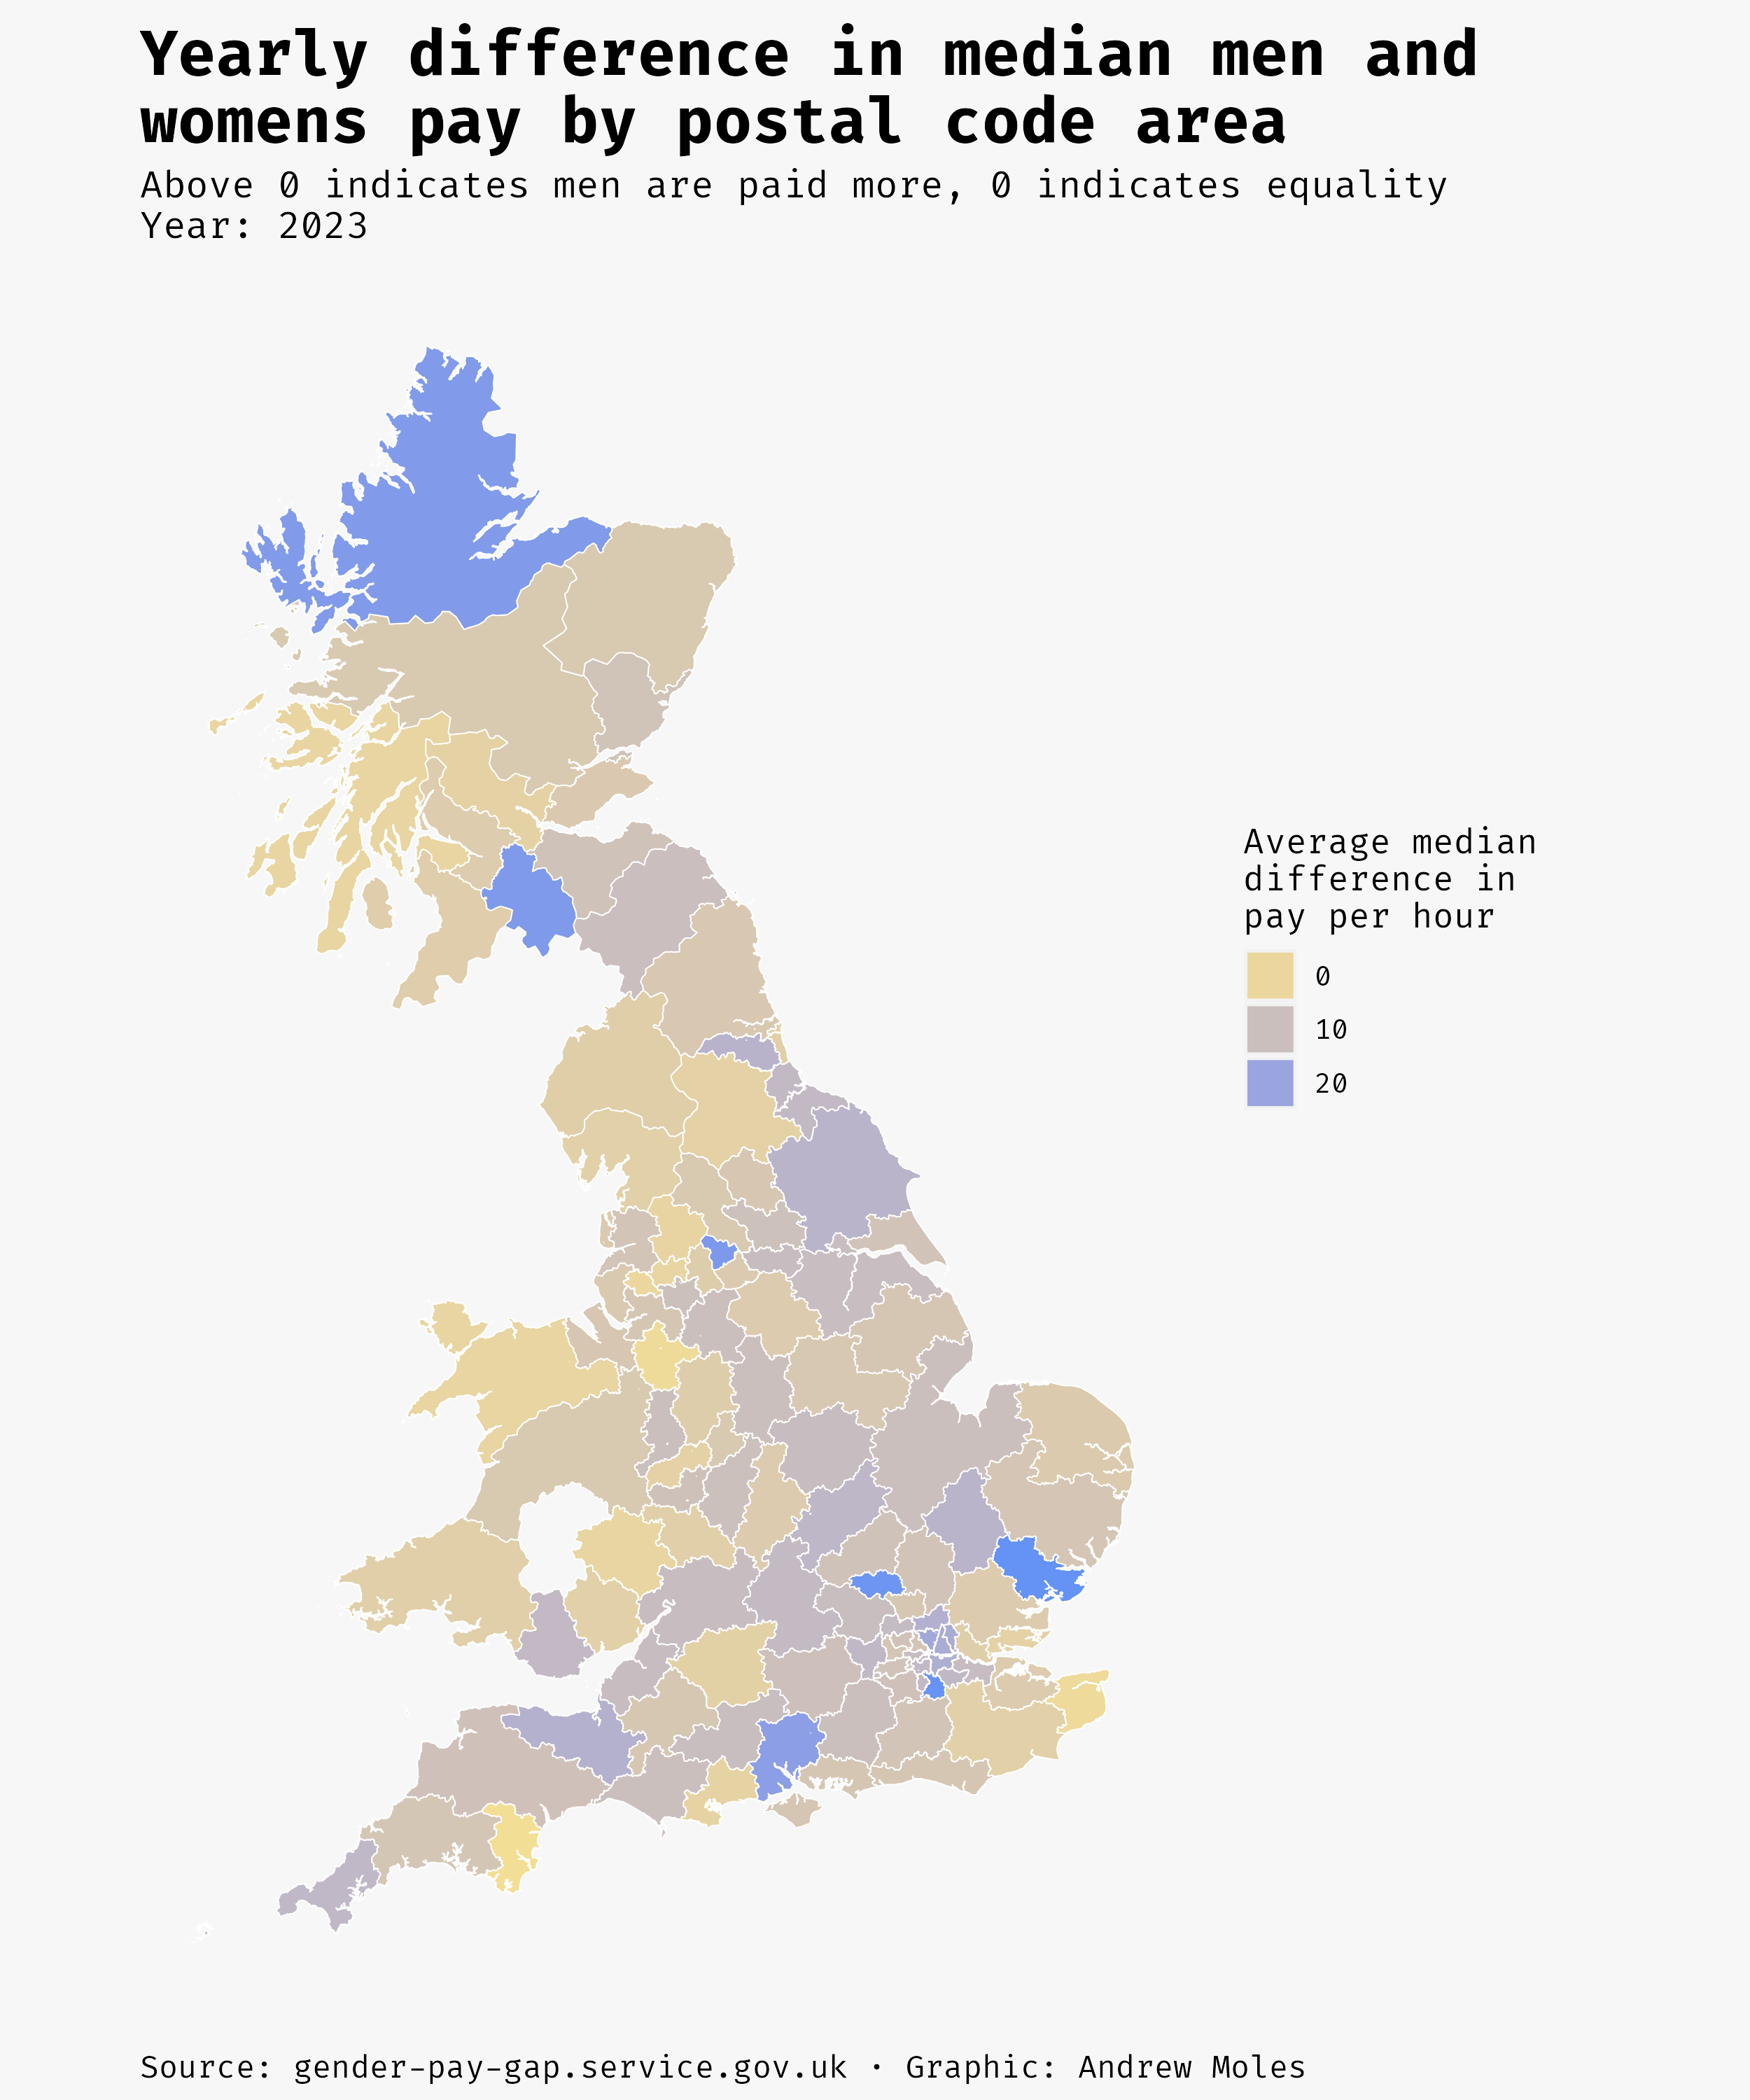 Yearly difference in median men and
womens pay by postal code area
Above 0 indicates men are paid more, 0 indicates equality
Year: 2023
Average median
difference in
pay per hour
0
10
20
Source: gender-pay-gap.service.gov.uk · Graphic: Andrew Moles